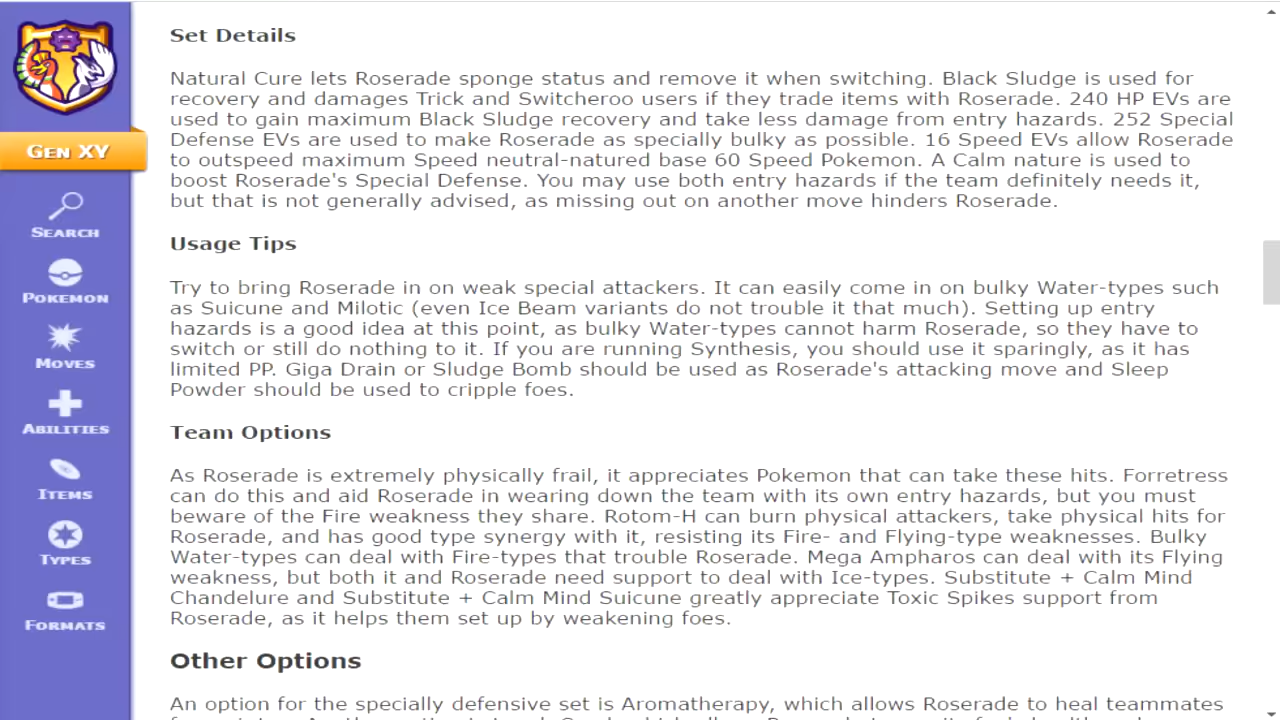 Set Details
Natural Cure lets Roserade sponge status and remove it when switching. Black Sludge is used for
recovery and damages Trick and Switcheroo users if they trade items with Roserade. 240 HP EVs are
used to gain maximum Black Sludge recovery and take less damage from entry hazards. 252 Special
Defense EVs are used to make Roserade as specially bulky as possible. 16 Speed EVs allow Roserade
to outspeed maximum Speed neutral-natured base 60 Speed Pokemon. A Calm nature is used to
boost Roserade's Special Defense. You may use both entry hazards if the team definitely needs it,
but that is not generally advised, as missing out on another move hinders Roserade.
Usage Tips
Try to bring Roserade in on weak special attackers. It can easily come in on bulky Water-types such
as Suicune and Milotic (even Ice Beam variants do not trouble it that much). Setting up entry
hazards is a good idea at this point, as bulky Water-types cannot harm Roserade, so they have to
switch or still do nothing to it. If you are running Synthesis, you should use it sparingly, as it has
limited PP. Giga Drain or Sludge Bomb should be used as Roserade's attacking move and Sleep
Powder should be used to cripple foes.
Team Options
As Roserade is extremely physically frail, it appreciates Pokemon that can take these hits. Forretress
can do this and aid Roserade in wearing down the team with its own entry hazards, but you must
beware of the Fire weakness they share. Rotom-H can burn physical attackers, take physical hits for
Roserade, and has good type synergy with it, resisting its Fire- and Flying-type weaknesses. Bulky
Water-types can deal with Fire-types that trouble Roserade. Mega Ampharos can deal with its Flying
weakness, but both it and Roserade need support to deal with Ice-types. Substitute + Calm Mind
Chandelure and Substitute + Calm Mind Suicune greatly appreciate Toxic Spikes support from
Roserade, as it helps them set up by weakening foes.
Other Options
An option for the specially defensive set is Aromatherapy, which allows Roserade to heal teammates
GEN XY
SEARCH
POKEMON
MOVES
ABILITIES
ITEMS
TYPES
FORMATS